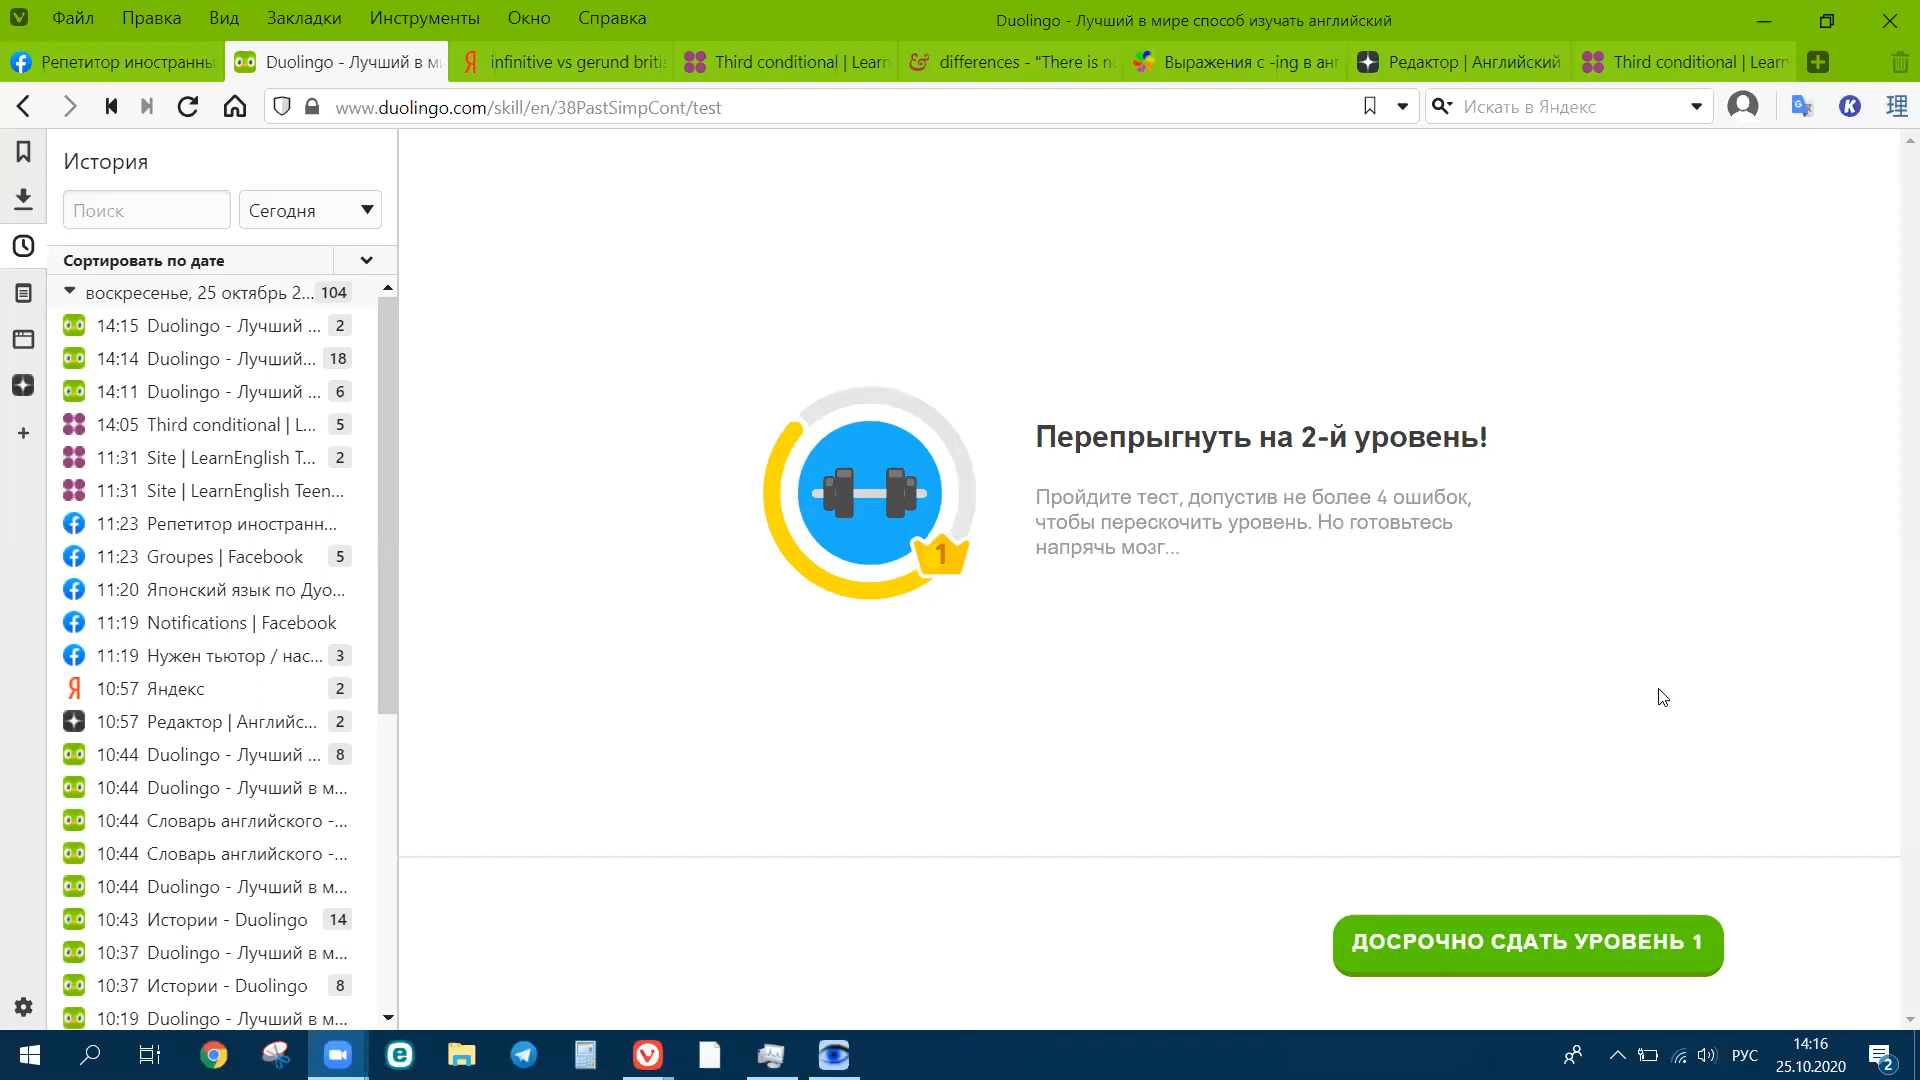 Файл Правка Вид Закладки Инструменты Окно Справка
Duolingo - Лучший в мире способ изучать английский
Репетитор иностранны
Duolingo - Лучший в м
infinitive vs gerund briti
Third conditional | Learn
differences - "There is n
Выражения с -ing в анг
Редактор | Английский
Third conditional | Learn
www.duolingo.com/skill/en/38PastSimpCont/test
Искать в Яндекс
История
Поиск
Сегодня
Сортировать по дате
воскресенье, 25 октябрь 2... 104
14:15 Duolingo - Лучший ... 2
14:14 Duolingo - Лучший... 18
14:11 Duolingo - Лучший ... 6
14:05 Third conditional | L... 5
11:31 Site | LearnEnglish T... 2
11:31 Site | LearnEnglish Teen...
11:23 Репетитор иностранн...
11:23 Groupes | Facebook 5
11:20 Японский язык по Дуо...
11:19 Notifications | Facebook
11:19 Нужен тьютор / нас... 3
10:57 Яндекс 2
10:57 Редактор | Английс... 2
10:44 Duolingo - Лучший ... 8
10:44 Duolingo - Лучший в м...
10:44 Словарь английского -...
10:44 Словарь английского -...
10:44 Duolingo - Лучший в м...
10:43 Истории - Duolingo 14
10:37 Duolingo - Лучший в м...
10:37 Истории - Duolingo 8
10:19 Duolingo - Лучший в м...
1
Перепрыгнуть на 2-й уровень!
Пройдите тест, допустив не более 4 ошибок,
чтобы перескочить уровень. Но готовьтесь
напрячь мозг...
ДОСРОЧНО СДАТЬ УРОВЕНЬ 1
РУС
14:16
25.10.2020
2